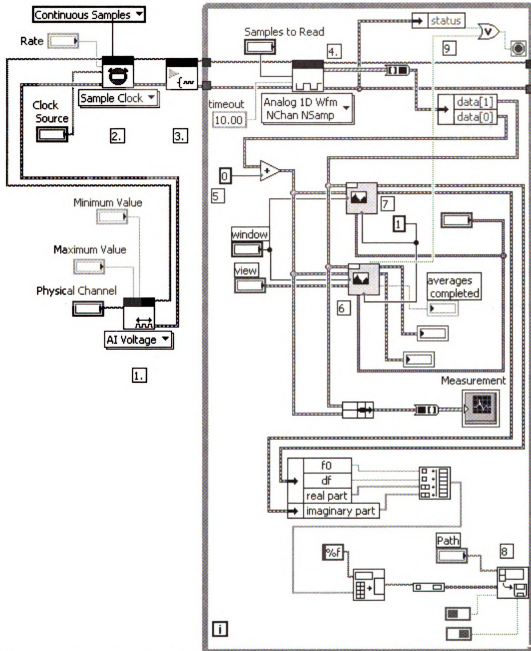 Continuous Samples
Rate
Sample Clock
Clock
Source
2.
3.
Minimum Value
Maximum Value
Physical Channel
AI Voltage
1.
Samples to Read
4.
status
9
timeout
10.00
Analog 1D Wfm
NChan NSamp
data[1]
data[0]
0
5
7
1
window
view
6
averages
completed
Measurement
f0
df
real part
imaginary part
%f
Path
8
i